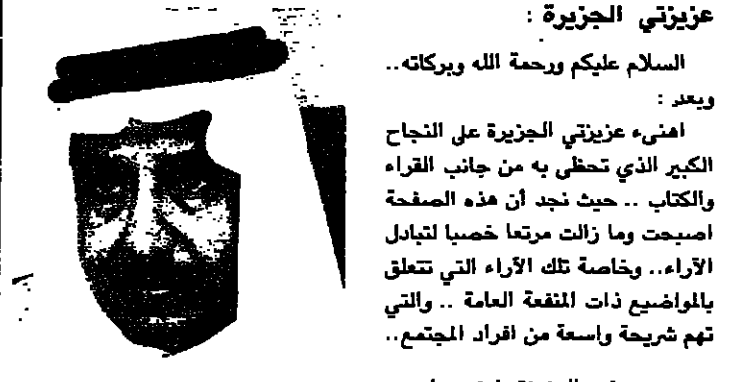 عزيزتي الجزيرة :
السلام عليكم ورحمة الله وبركاته..
وبعد :
اهنىء عزيزتي الجزيرة على النجاح
الكبير الذي تحظى به من جانب القراء
والكتاب .. حيث نجد أن هذه الصفحة
اصبحت وما زالت مرتعا خصبا لتبادل
الآراء.. وخاصة تلك الآراء التي تتعلق
بالمواضيع ذات المنفعة العامة .. والتي
تهم شريحة واسعة من افراد المجتمع..